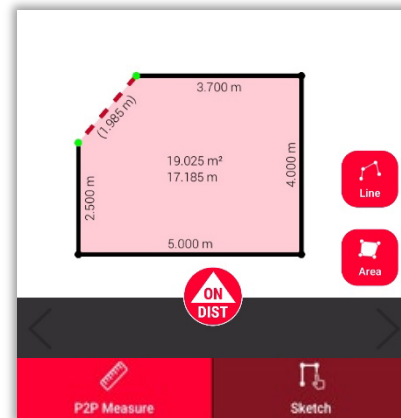 3.700 m
(1.985 m)
19.025 m²
17.185 m
4.000 m
2.500 m
5.000 m
Line
Area
ON
DIST
P2P Measure
Sketch